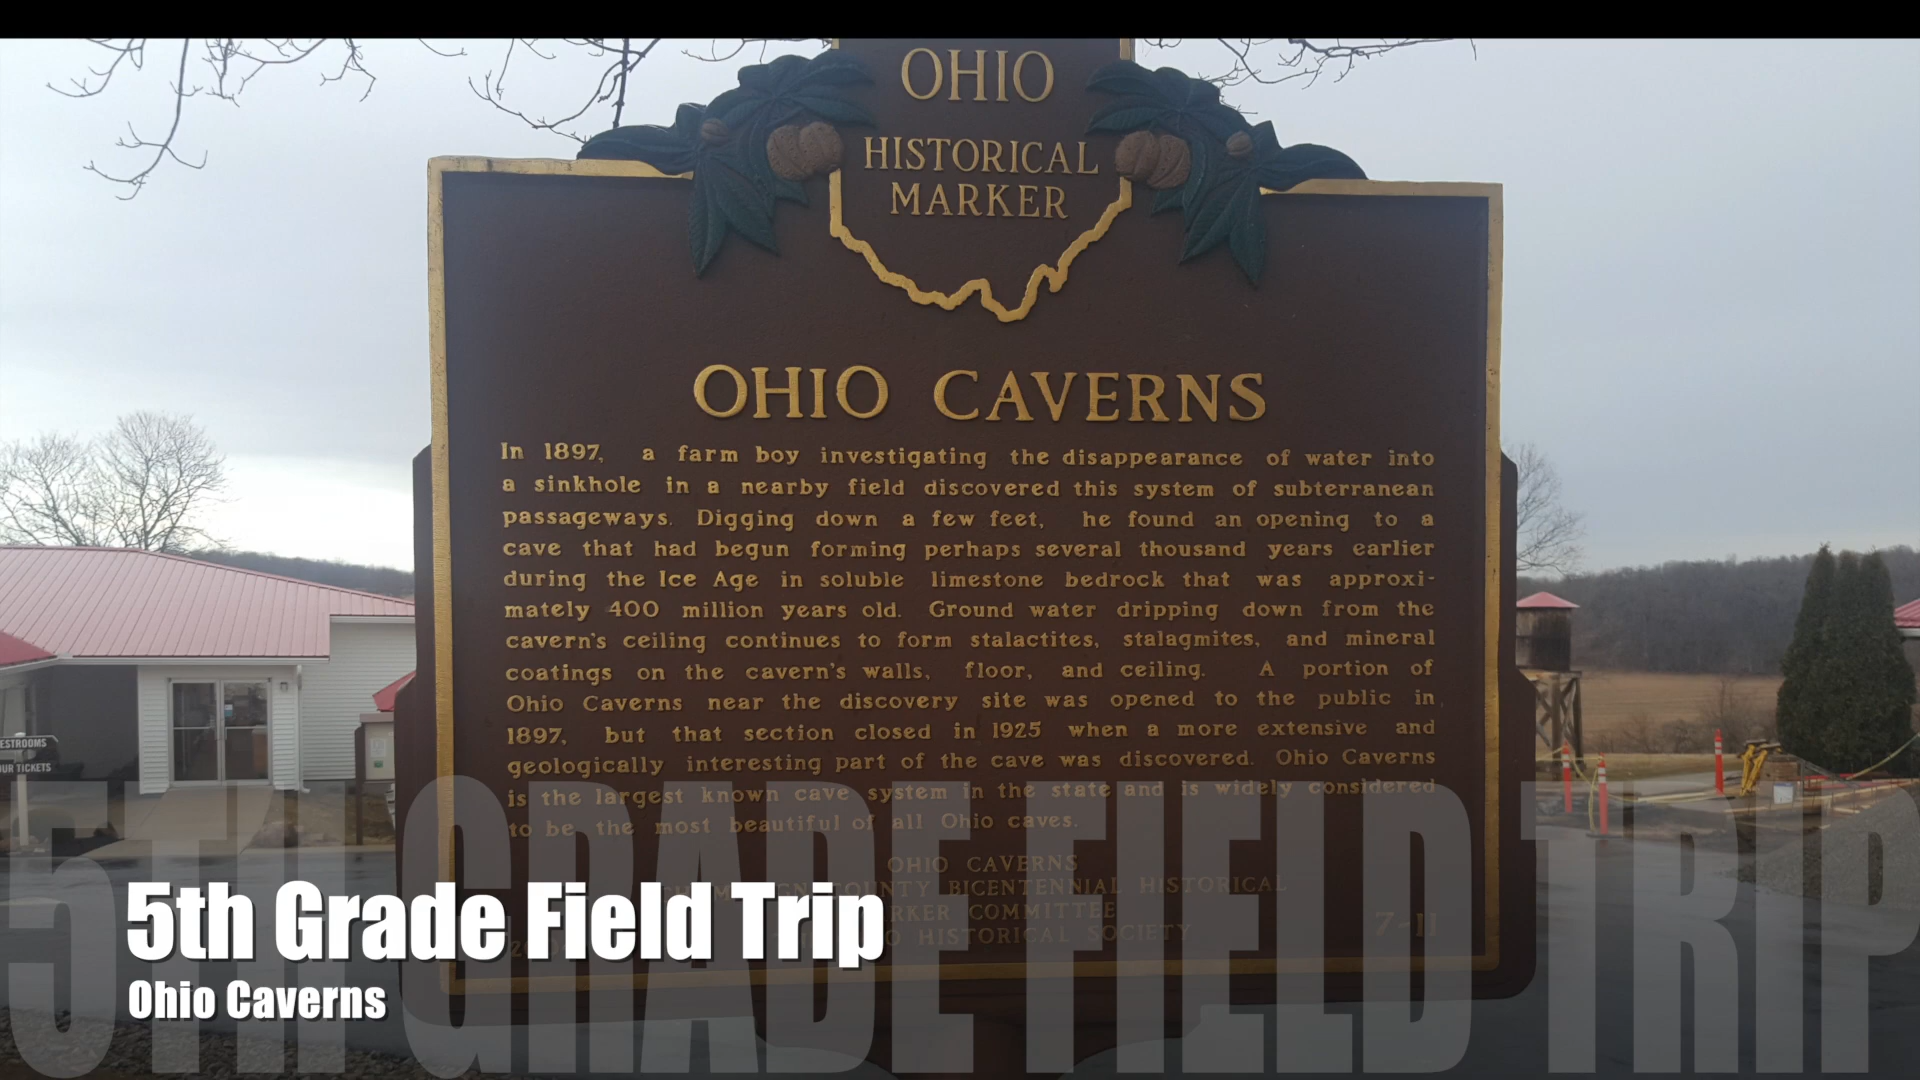 OHIO
HISTORICAL
MARKER
OHIO CAVERNS
In 1897, a farm boy investigating the disappearance of water into
a sinkhole in a nearby field discovered this system of subterranean
passageways. Digging down a few feet, he found an opening to a
cave that had begun forming perhaps several thousand years earlier
during the Ice Age in soluble limestone bedrock that was approxi-
mately 400 million years old. Ground water dripping down from the
cavern's ceiling continues to form stalactites, stalagmites, and mineral
coatings on the cavern's walls, floor, and ceiling. A portion of
Ohio Caverns near the discovery site was opened to the public in
1897, but that section closed in 1925 when a more extensive and
geologically interesting part of the cave was discovered. Ohio Caverns
is the largest known cave system in the state and is widely considered
to be the most beautiful of all Ohio caves.
OHIO CAVERNS
COUNTY BICENTENNIAL HISTORICAL
COMMITTEE
HISTORICAL SOCIETY
7-11
ESTROOMS
OUR TICKETS
5TH GRADE FIELD TRIP
5th Grade Field Trip
Ohio Caverns